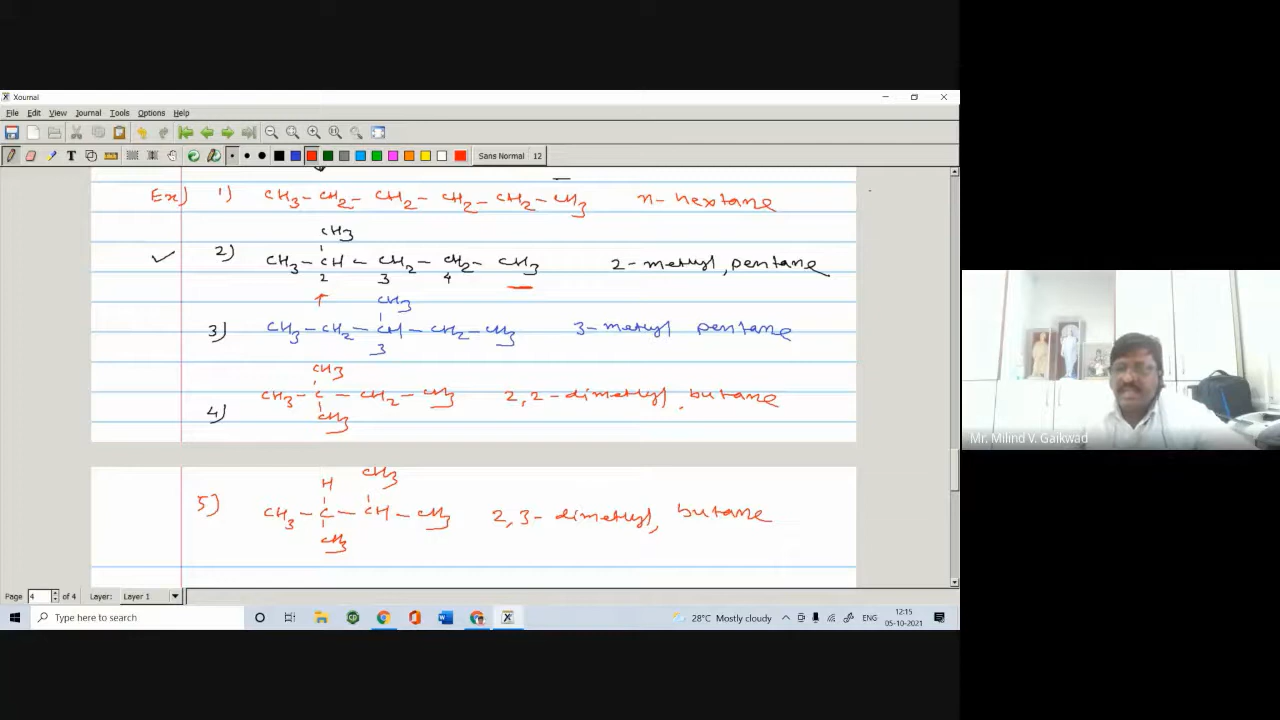 Xournal
File Edit View Journal Tools Options Help
Sans Normal 12
Ex) 1) CH3-CH2-CH2-CH2-CH2-CH3 n-hextane
CH3
2) CH3-CH-CH2-CH2-CH3 2-methyl, pentane
2 3 4
CH3
3) CH3-CH2-CH-CH2-CH3 3-methyl pentane
3
CH3
4) CH3-C-CH2-CH3 2,2-dimethyl, butane
CH3
H CH3
5) CH3-C-CH-CH3 2,3-dimethyl, butane
CH3
Mr. Milind V. Gaikwad
Page 4 of 4 Layer: Layer 1
Type here to search
28°C Mostly cloudy ENG 12:15
05-10-2021